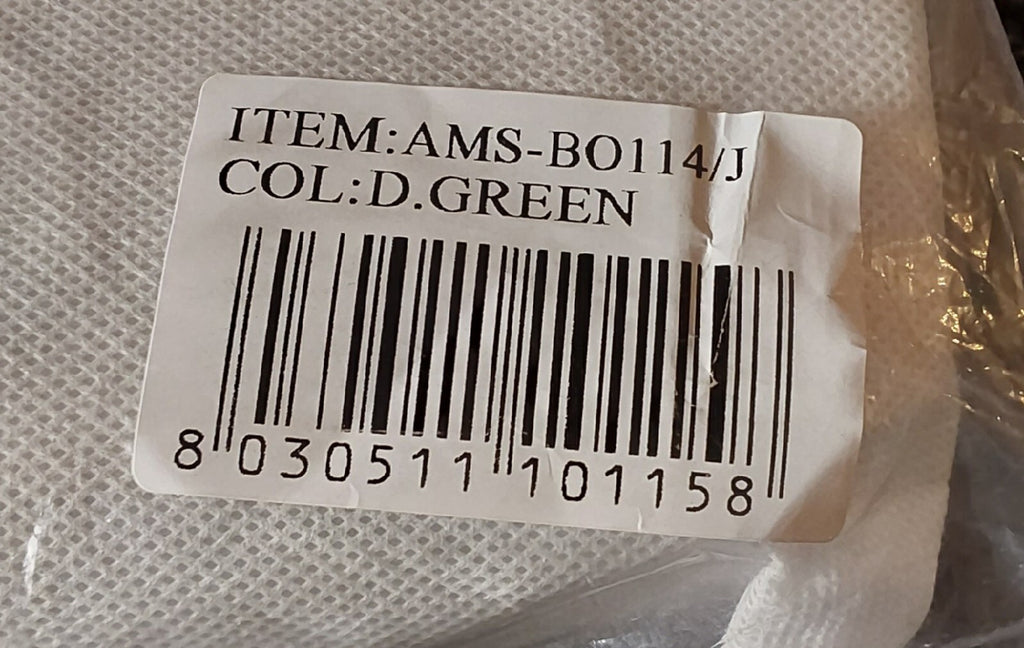 ITEM:AMS-BO114/J
COL:D.GREEN
8 030511 101158